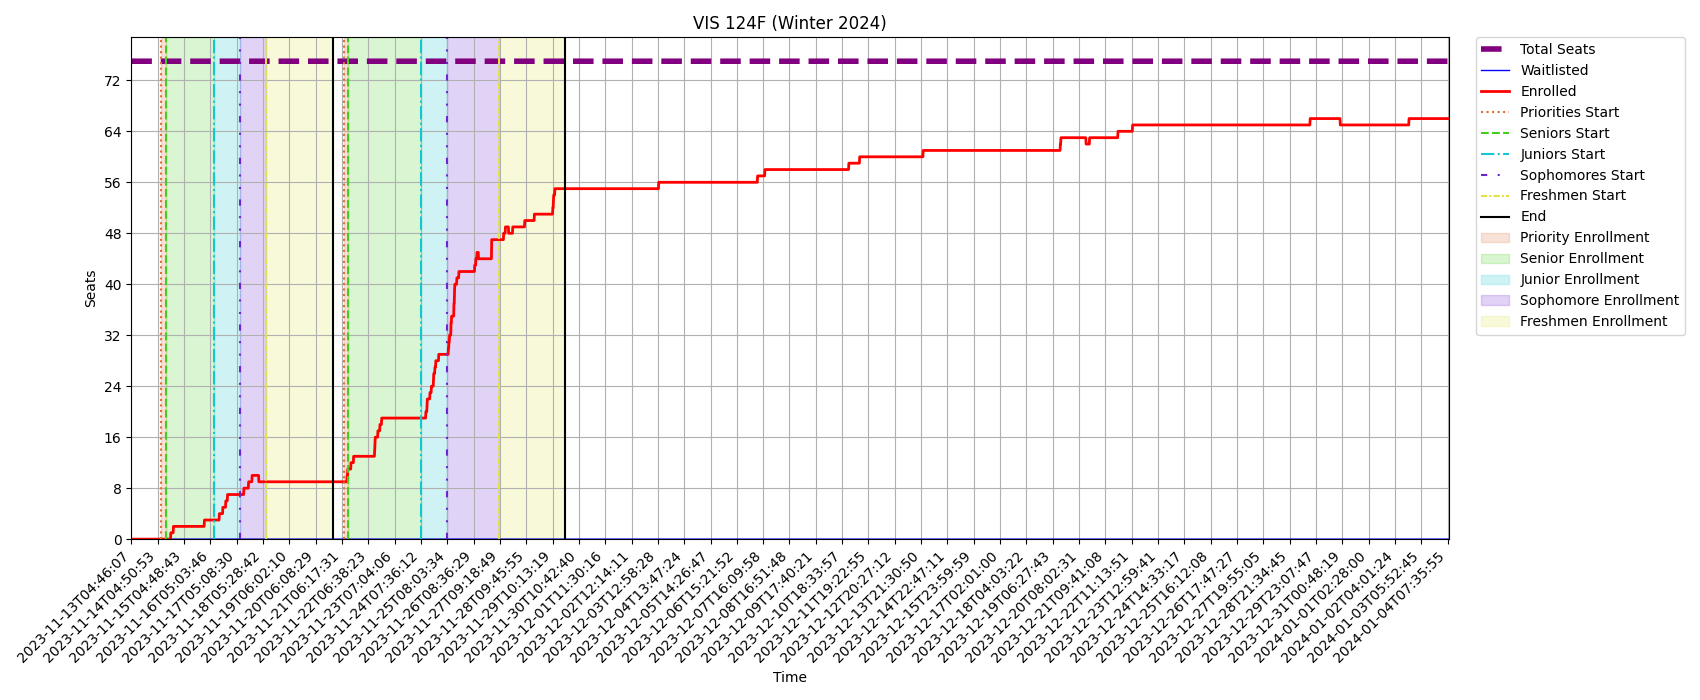 VIS 124F (Winter 2024)
Seats
72
64
56
48
40
32
24
16
8
0
2023-11-13T04:46:07
2023-11-14T04:50:53
2023-11-15T04:48:43
2023-11-16T05:03:46
2023-11-17T05:08:30
2023-11-18T05:28:42
2023-11-19T06:02:10
2023-11-20T06:08:29
2023-11-21T06:17:31
2023-11-22T06:38:23
2023-11-23T07:04:06
2023-11-24T07:36:12
2023-11-25T08:03:34
2023-11-26T08:36:29
2023-11-27T09:18:49
2023-11-28T09:45:55
2023-11-29T10:13:19
2023-11-30T10:42:40
2023-12-01T11:30:16
2023-12-02T12:14:11
2023-12-03T12:58:28
2023-12-04T13:47:24
2023-12-05T14:26:47
2023-12-06T15:21:52
2023-12-07T16:09:58
2023-12-08T16:51:48
2023-12-09T17:40:21
2023-12-10T18:33:57
2023-12-11T19:22:55
2023-12-12T20:27:12
2023-12-13T21:30:50
2023-12-14T22:47:11
2023-12-15T23:59:59
2023-12-17T02:01:00
2023-12-18T04:03:22
2023-12-19T06:27:43
2023-12-20T08:02:31
2023-12-21T09:41:08
2023-12-22T11:13:51
2023-12-23T12:59:41
2023-12-24T14:33:17
2023-12-25T16:12:08
2023-12-26T17:47:27
2023-12-27T19:55:05
2023-12-28T21:34:45
2023-12-29T23:07:47
2023-12-31T00:48:19
2024-01-01T02:28:00
2024-01-02T04:01:24
2024-01-03T05:52:45
2024-01-04T07:35:55
Time
Total Seats
Waitlisted
Enrolled
Priorities Start
Seniors Start
Juniors Start
Sophomores Start
Freshmen Start
End
Priority Enrollment
Senior Enrollment
Junior Enrollment
Sophomore Enrollment
Freshmen Enrollment